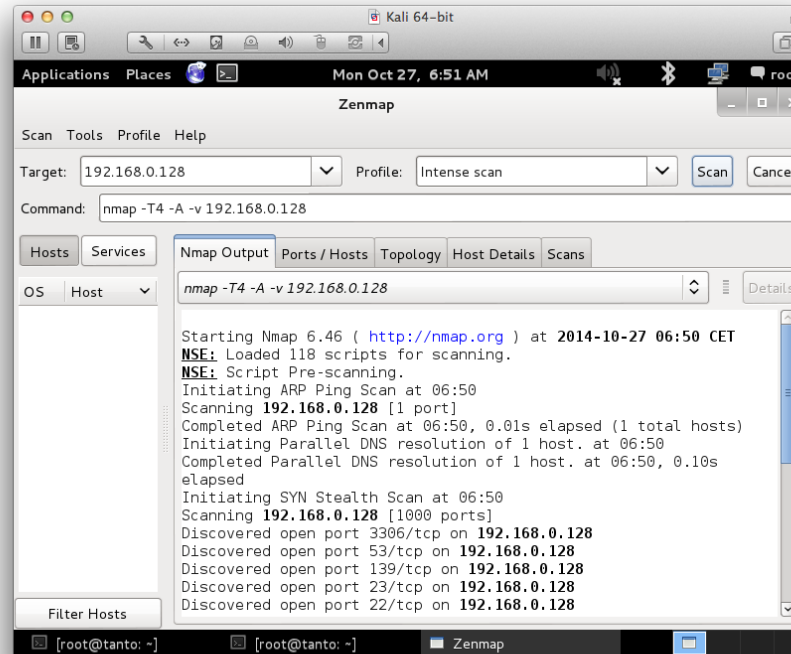 Kali 64-bit
Applications Places Mon Oct 27, 6:51 AM
Zenmap
Scan Tools Profile Help
Target: 192.168.0.128 Profile: Intense scan Scan
Command: nmap -T4 -A -v 192.168.0.128
Hosts Services Nmap Output Ports / Hosts Topology Host Details Scans
OS Host nmap -T4 -A -v 192.168.0.128 Details
Starting Nmap 6.46 ( http://nmap.org ) at 2014-10-27 06:50 CET
NSE: Loaded 118 scripts for scanning.
NSE: Script Pre-scanning.
Initiating ARP Ping Scan at 06:50
Scanning 192.168.0.128 [1 port]
Completed ARP Ping Scan at 06:50, 0.01s elapsed (1 total hosts)
Initiating Parallel DNS resolution of 1 host. at 06:50
Completed Parallel DNS resolution of 1 host. at 06:50, 0.10s
elapsed
Initiating SYN Stealth Scan at 06:50
Scanning 192.168.0.128 [1000 ports]
Discovered open port 3306/tcp on 192.168.0.128
Discovered open port 53/tcp on 192.168.0.128
Discovered open port 139/tcp on 192.168.0.128
Discovered open port 23/tcp on 192.168.0.128
Discovered open port 22/tcp on 192.168.0.128
Filter Hosts
[root@tanto: ~] [root@tanto: ~] Zenmap